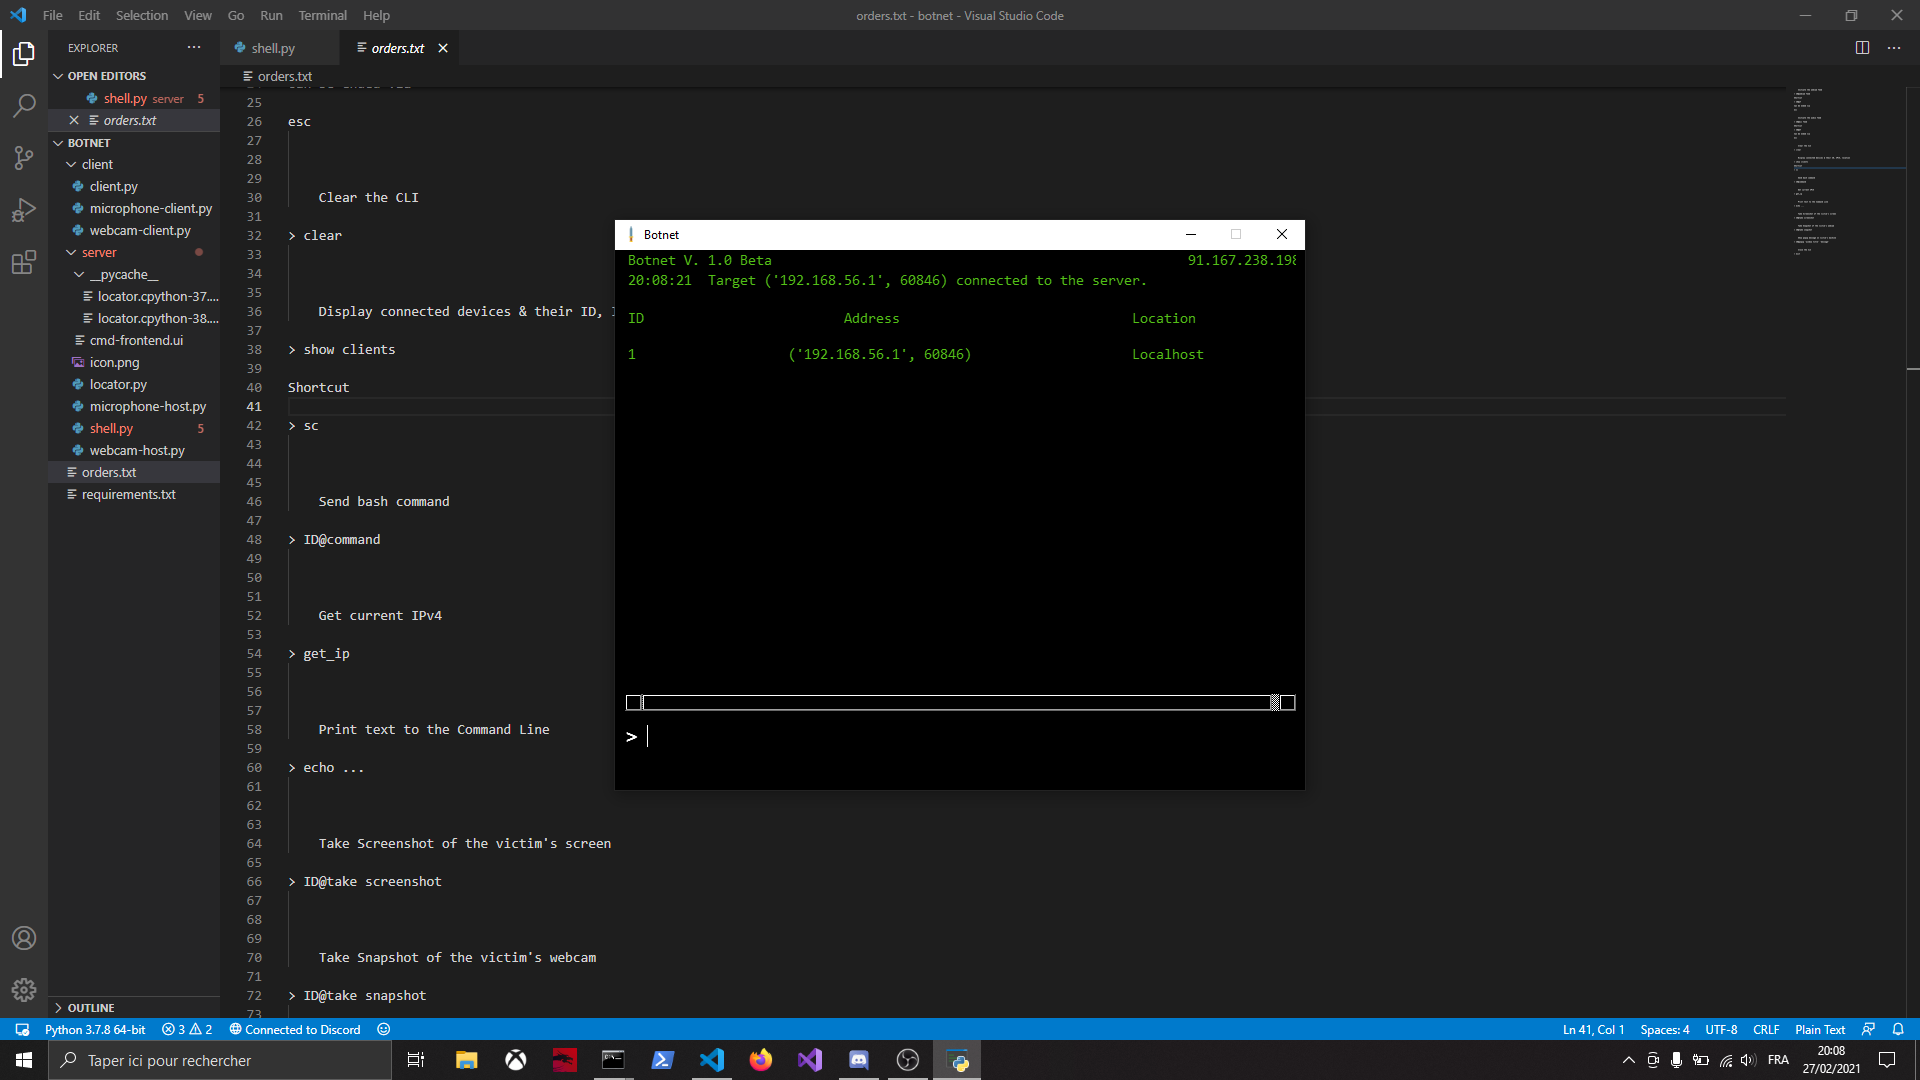 File Edit Selection View Go Run Terminal Help
orders.txt - botnet - Visual Studio Code
EXPLORER
OPEN EDITORS
shell.py server 5
orders.txt
BOTNET
client
client.py
microphone-client.py
webcam-client.py
server
__pycache__
locator.cpython-37....
locator.cpython-38....
cmd-frontend.ui
icon.png
locator.py
microphone-host.py
shell.py 5
webcam-host.py
orders.txt
requirements.txt
OUTLINE
shell.py orders.txt
orders.txt
25
26 esc
27
28
29
30 Clear the CLI
31
32 > clear
33
34
35
36 Display connected devices & their ID,
37
38 > show clients
39
40 Shortcut
41
42 > sc
43
44
45
46 Send bash command
47
48 > ID@command
49
50
51
52 Get current IPv4
53
54 > get_ip
55
56
57
58 Print text to the Command Line
59
60 > echo ...
61
62
63
64 Take Screenshot of the victim's screen
65
66 > ID@take screenshot
67
68
69
70 Take Snapshot of the victim's webcam
71
72 > ID@take snapshot
73
Botnet
Botnet V. 1.0 Beta 91.167.238.198
20:08:21 Target ('192.168.56.1', 60846) connected to the server.
ID Address Location
1 ('192.168.56.1', 60846) Localhost
>
Python 3.7.8 64-bit 3 2 Connected to Discord
Ln 41, Col 1 Spaces: 4 UTF-8 CRLF Plain Text
Taper ici pour rechercher
FRA
20:08
27/02/2021